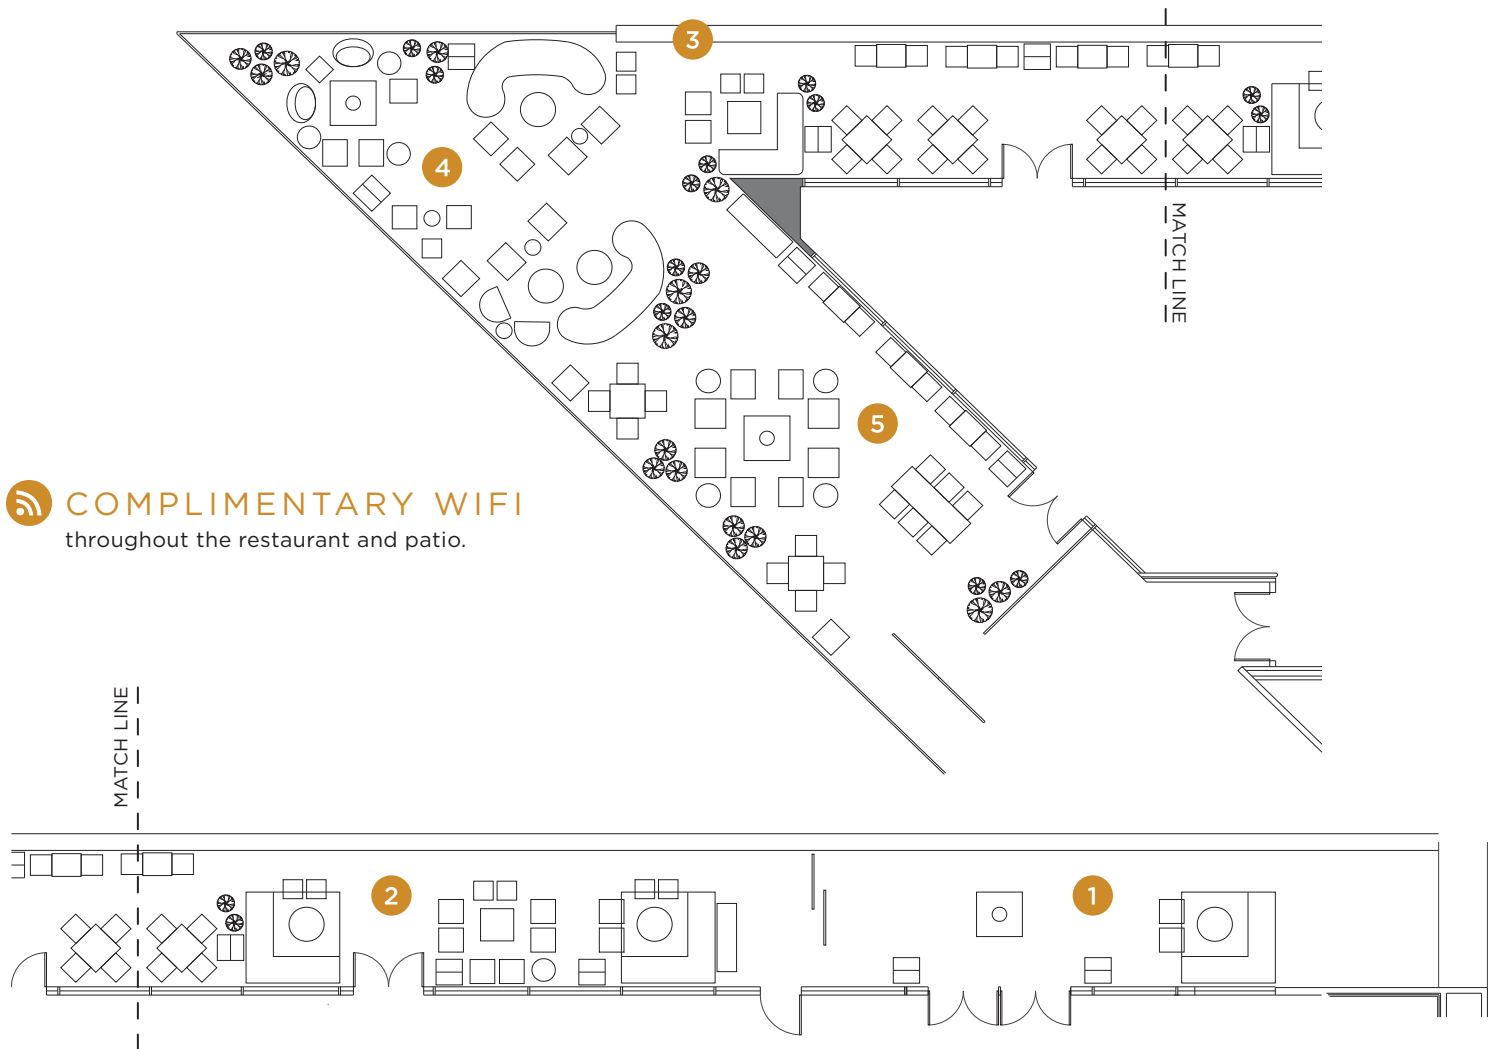 3
4
MATCH LINE
5
COMPLIMENTARY WIFI
throughout the restaurant and patio.
MATCH LINE
2
1